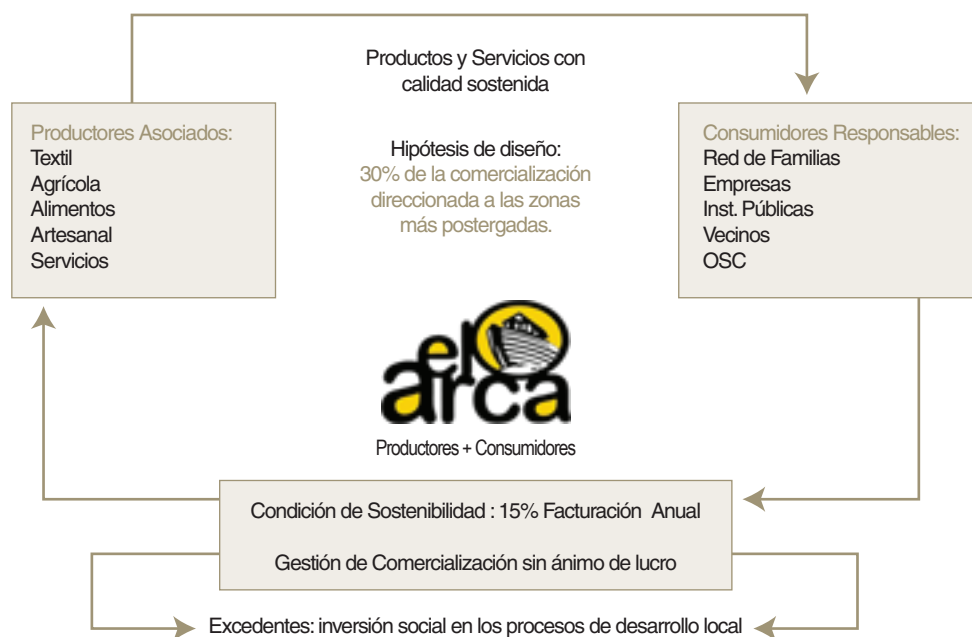 Productos y Servicios con
calidad sostenida
Productores Asociados:
Textil
Agrícola
Alimentos
Artesanal
Servicios
Hipótesis de diseño:
30% de la comercialización
direccionada a las zonas
más postergadas.
Consumidores Responsables:
Red de Familias
Empresas
Inst. Públicas
Vecinos
OSC
el
arca
Productores + Consumidores
Condición de Sostenibilidad : 15% Facturación Anual
Gestión de Comercialización sin ánimo de lucro
Excedentes: inversión social en los procesos de desarrollo local